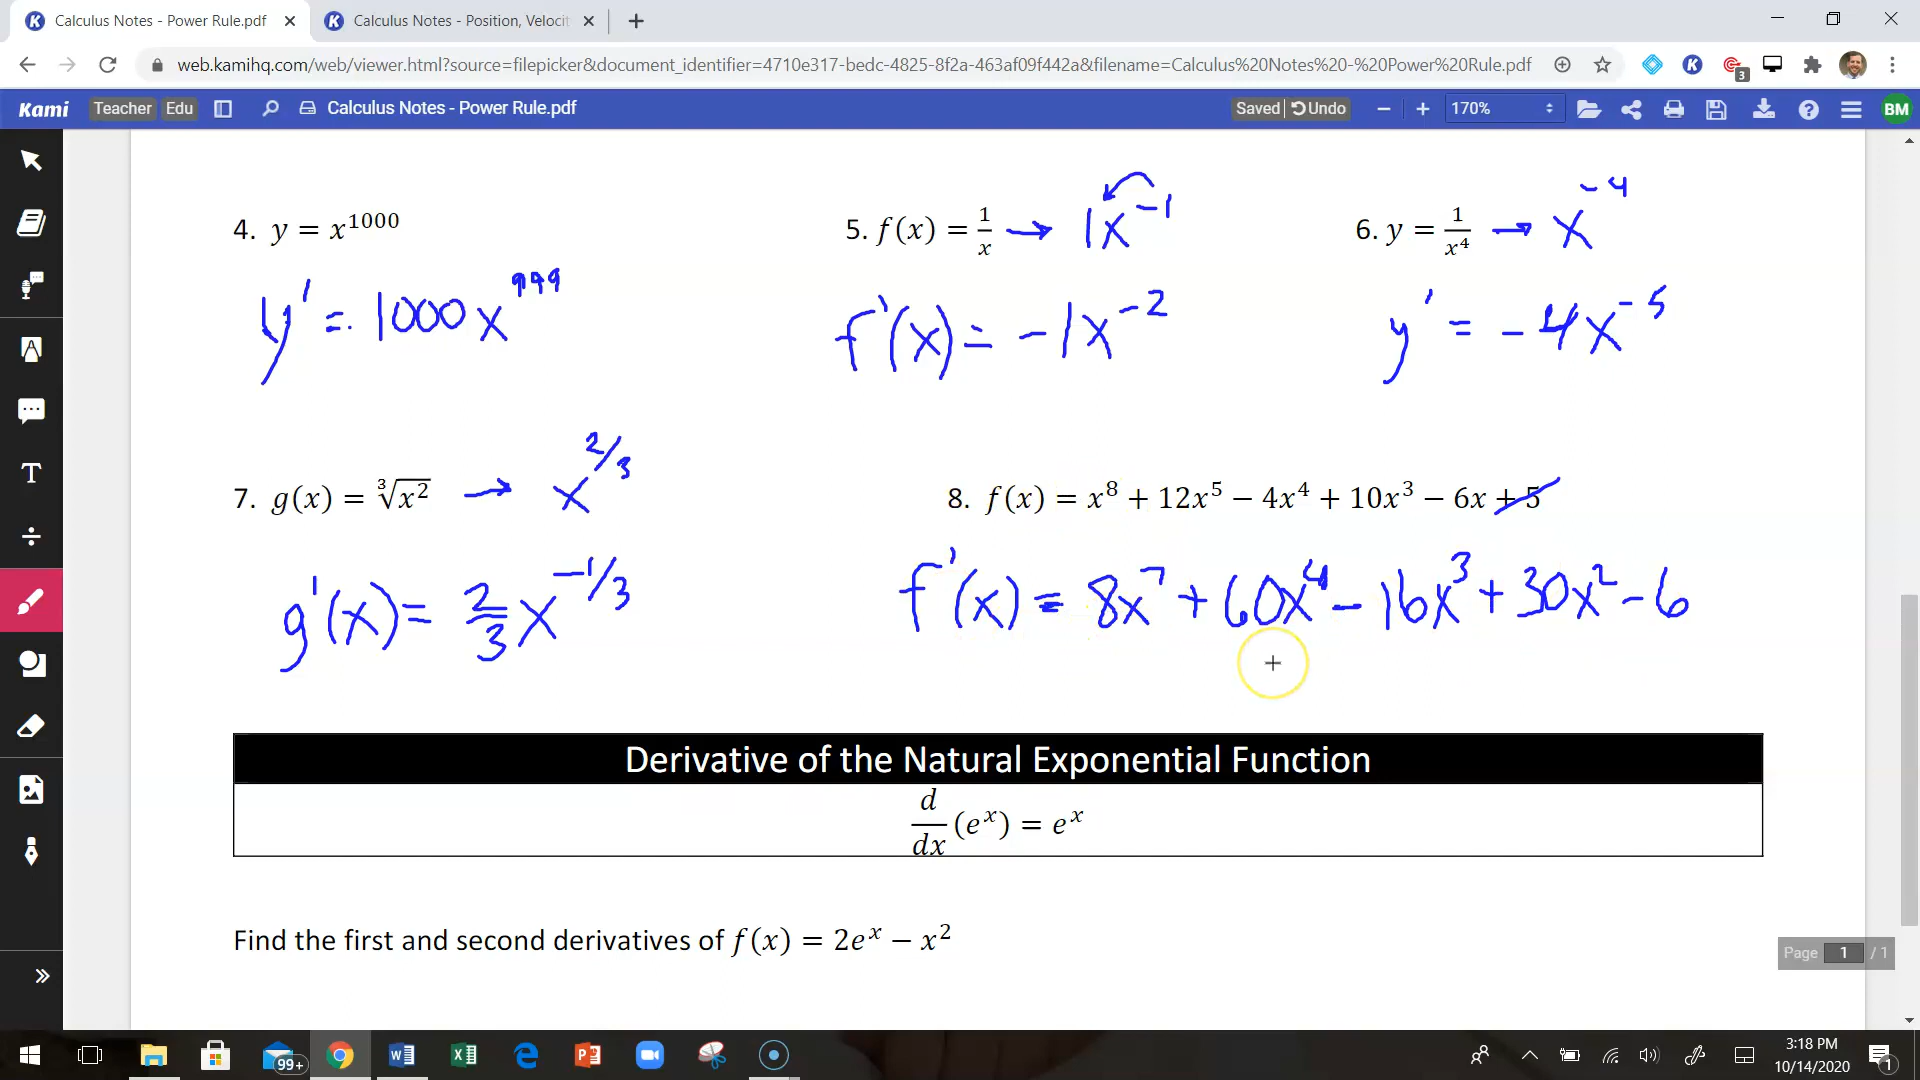 Calculus Notes - Power Rule.pdf
Calculus Notes - Position, Velocit
web.kamihq.com/web/viewer.html?source=filepicker&document_identifier=4710e317-bedc-4825-8f2a-463af09f442a&filename=Calculus%20Notes%20-%20Power%20Rule.pdf
3
Kami Teacher Edu Calculus Notes - Power Rule.pdf Saved Undo 170% BM
4. y = x^1000
5. f(x) = 1/x → 1x^-1
6. y = 1/x^4 → x^-4
y' = 1000x^999
f'(x) = -1x^-2
y' = -4x^-5
7. g(x) = ∛x² → x^2/3
8. f(x) = x^8 + 12x^5 − 4x^4 + 10x^3 − 6x + 5
g'(x) = 2/3 x^-1/3
f'(x) = 8x^7 + 60x^4 - 16x^3 + 30x^2 - 6
Derivative of the Natural Exponential Function
d/dx (e^x) = e^x
Find the first and second derivatives of f(x) = 2e^x − x^2
Page 1 / 1
99+
3:18 PM
10/14/2020
1